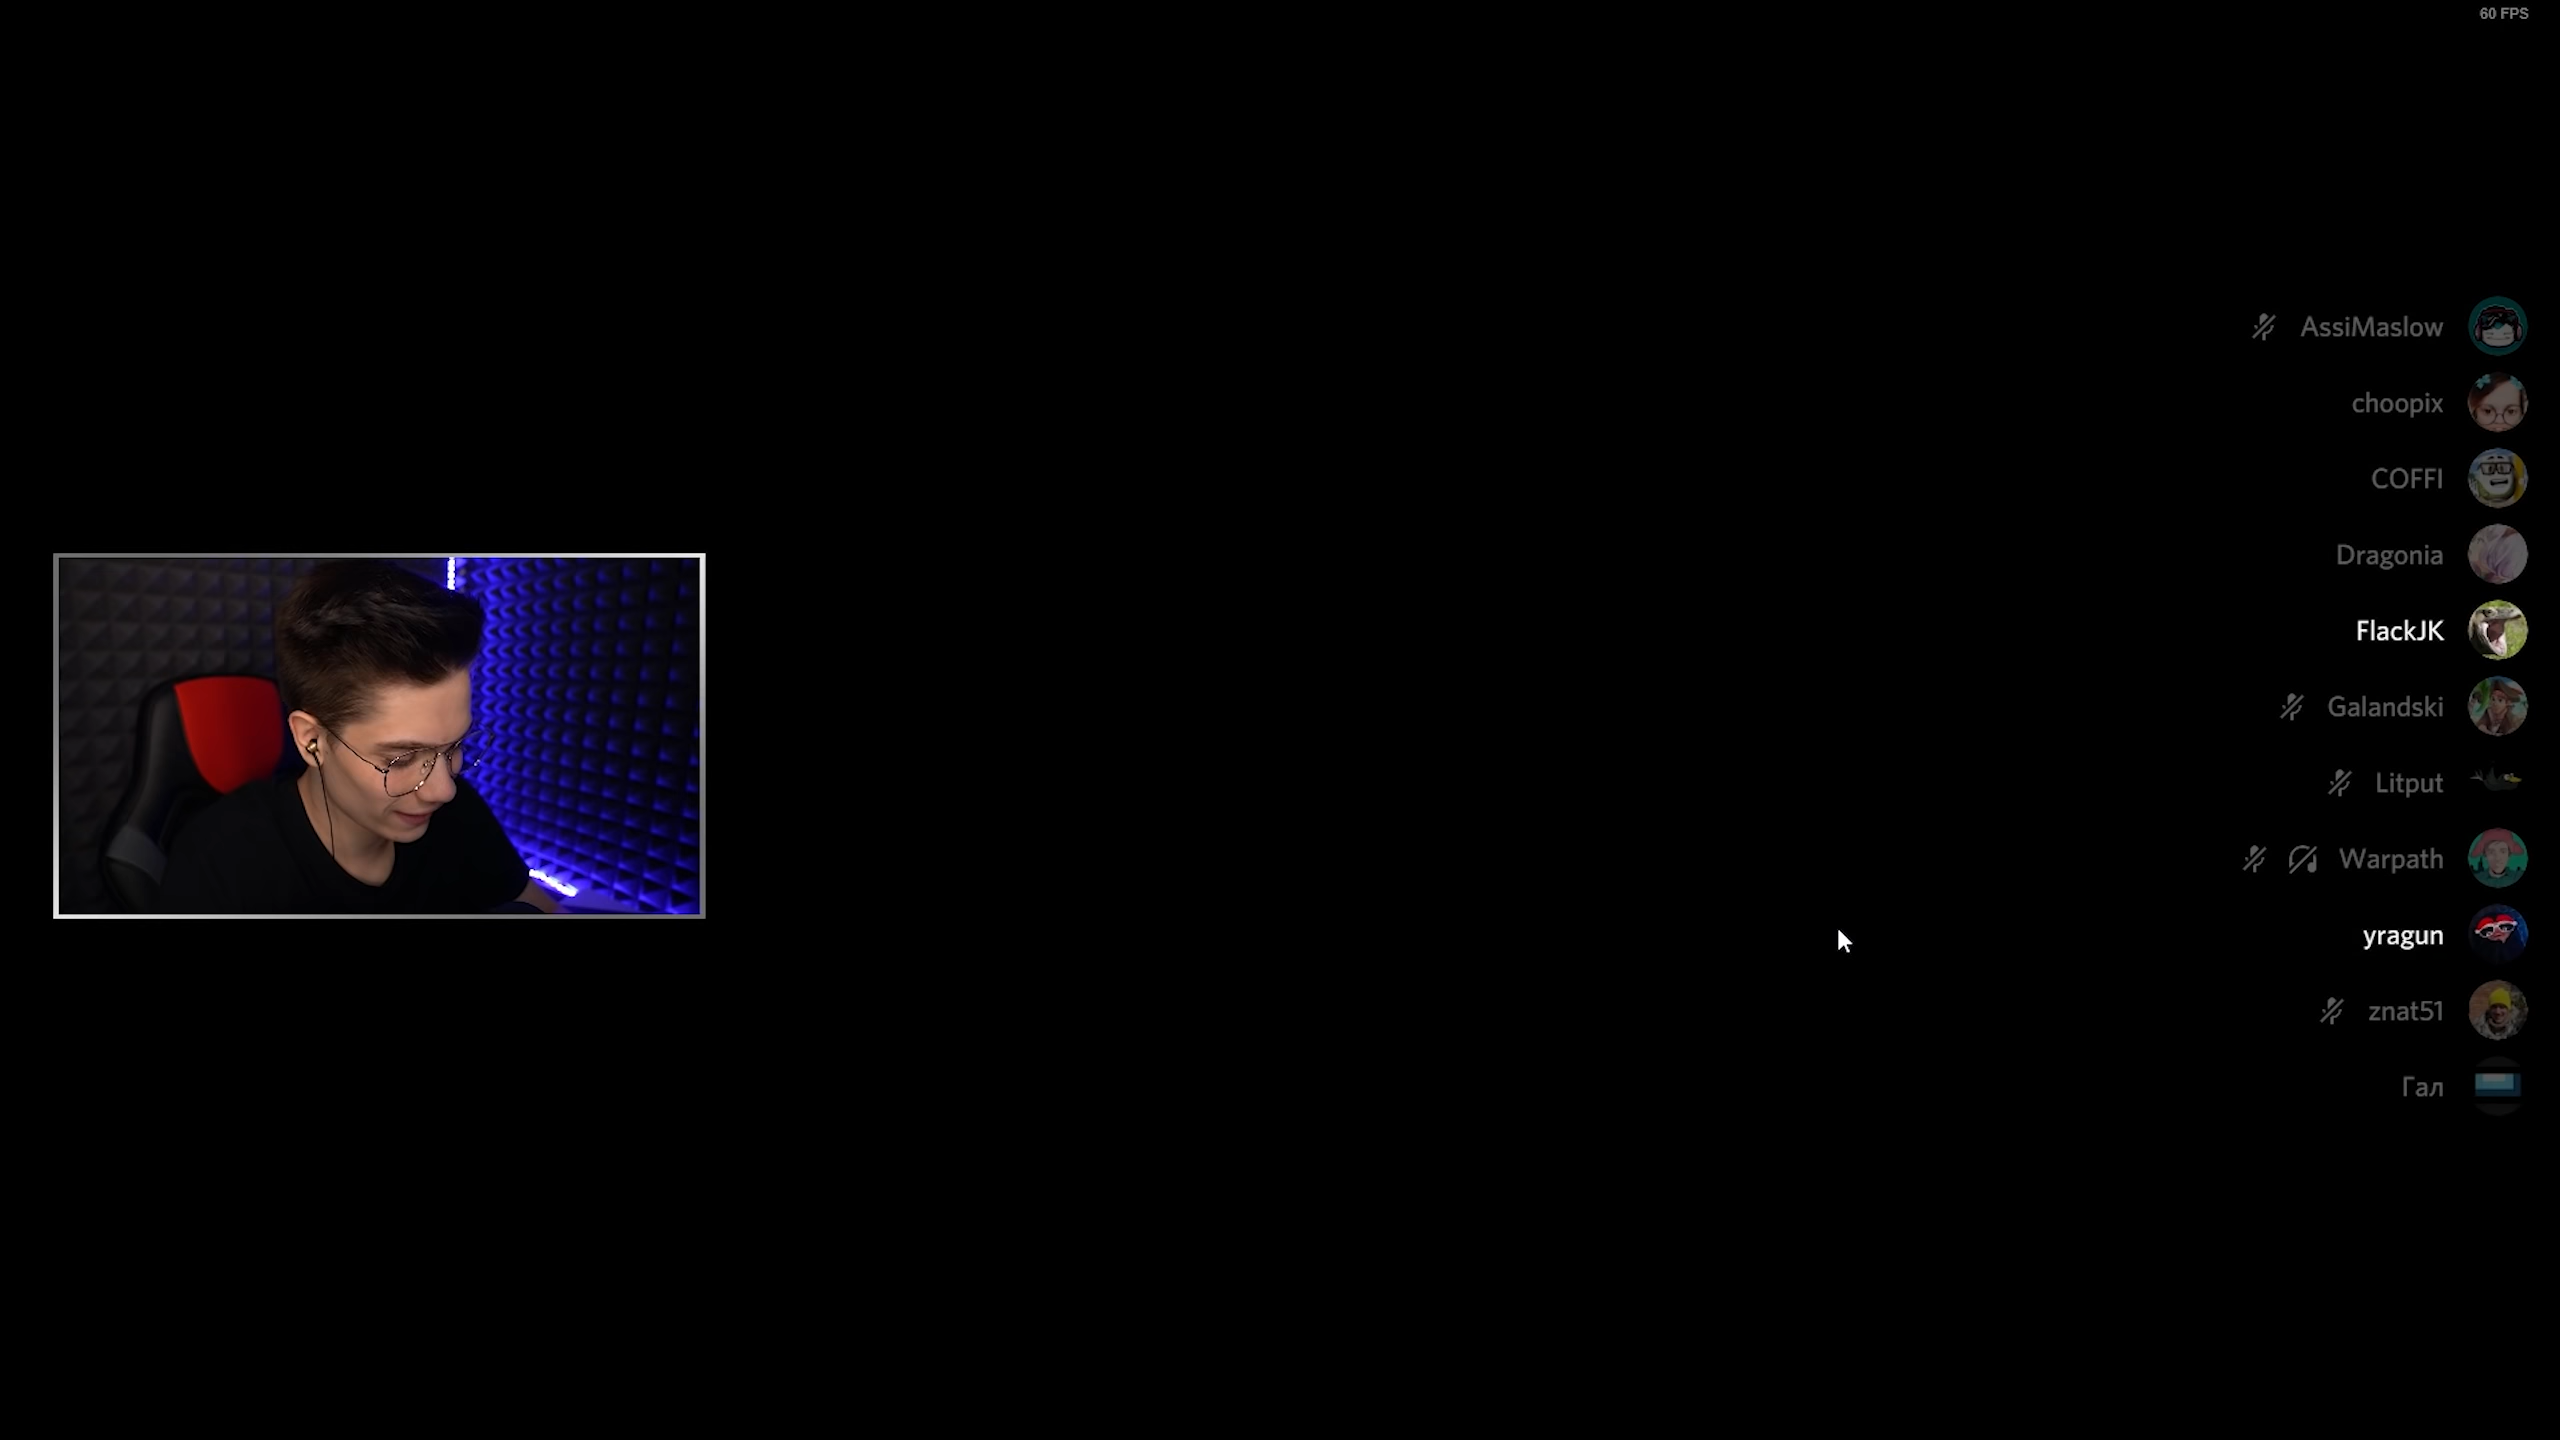 60 FPS
AssiMaslow
choopix
COFFI
Dragonia
FlackJK
Galandski
Litput
Warpath
yragun
znat51
Гал